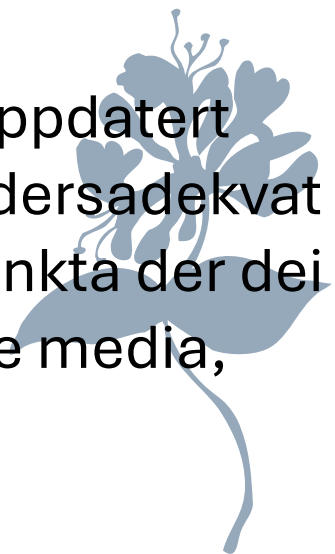 ppdatert
dersadekvat
nkta der dei
e media,